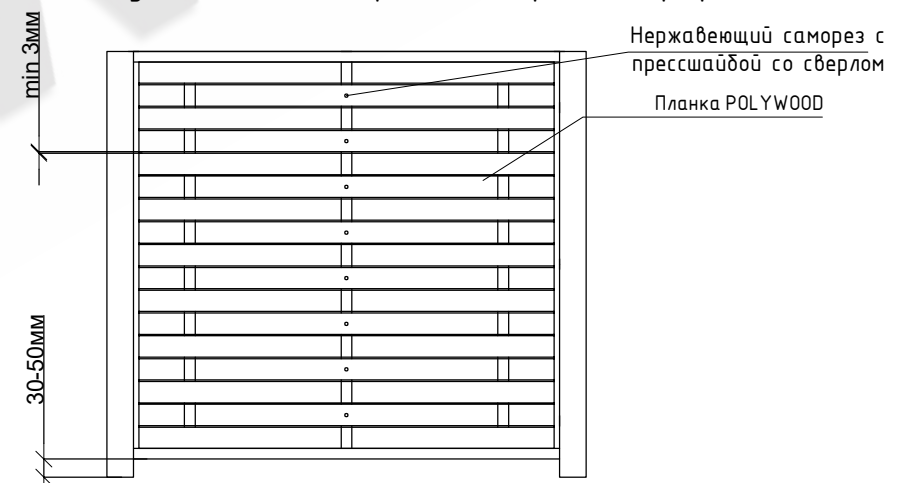 min 3мм
Нержавеющий саморез с
прессшайбой со сверлом
Планка POLYWOOD
30-50мм